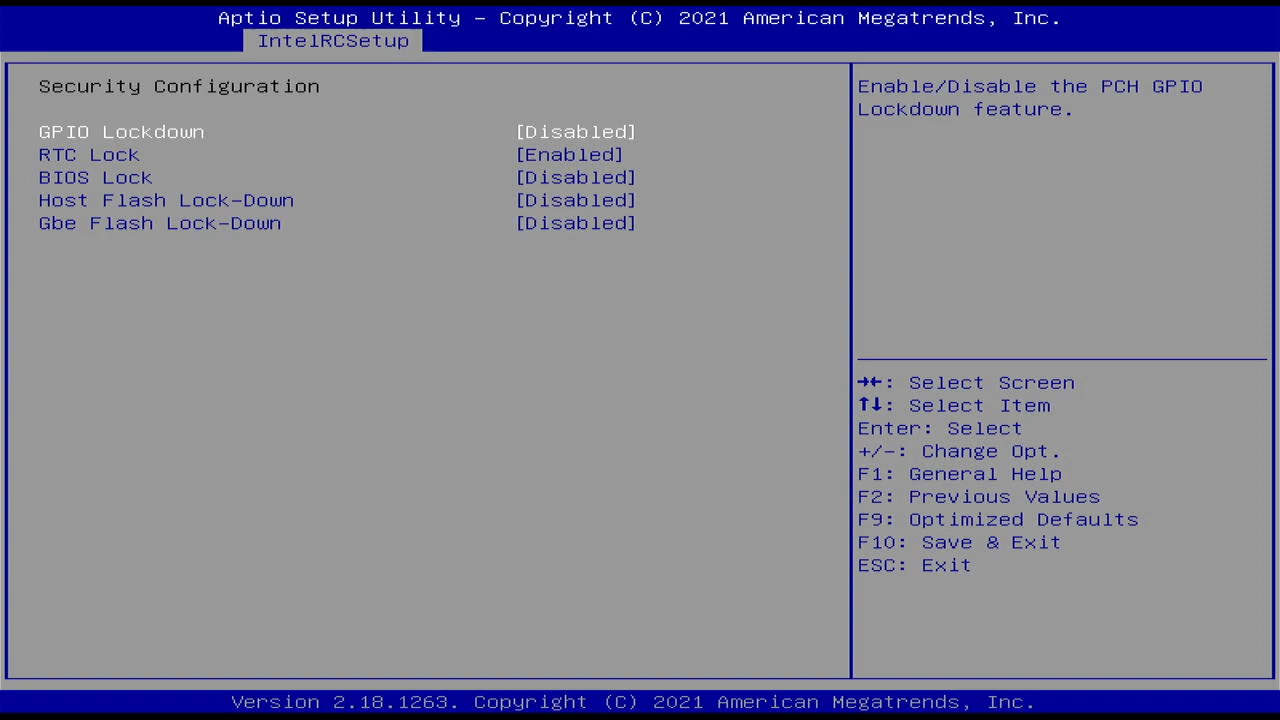 Aptio Setup Utility - Copyright (C) 2021 American Megatrends, Inc.
IntelRCSetup
Security Configuration
GPIO Lockdown [Disabled]
RTC Lock [Enabled]
BIOS Lock [Disabled]
Host Flash Lock-Down [Disabled]
Gbe Flash Lock-Down [Disabled]
Enable/Disable the PCH GPIO
Lockdown feature.
→←: Select Screen
↑↓: Select Item
Enter: Select
+/-: Change Opt.
F1: General Help
F2: Previous Values
F9: Optimized Defaults
F10: Save & Exit
ESC: Exit
Version 2.18.1263. Copyright (C) 2021 American Megatrends, Inc.